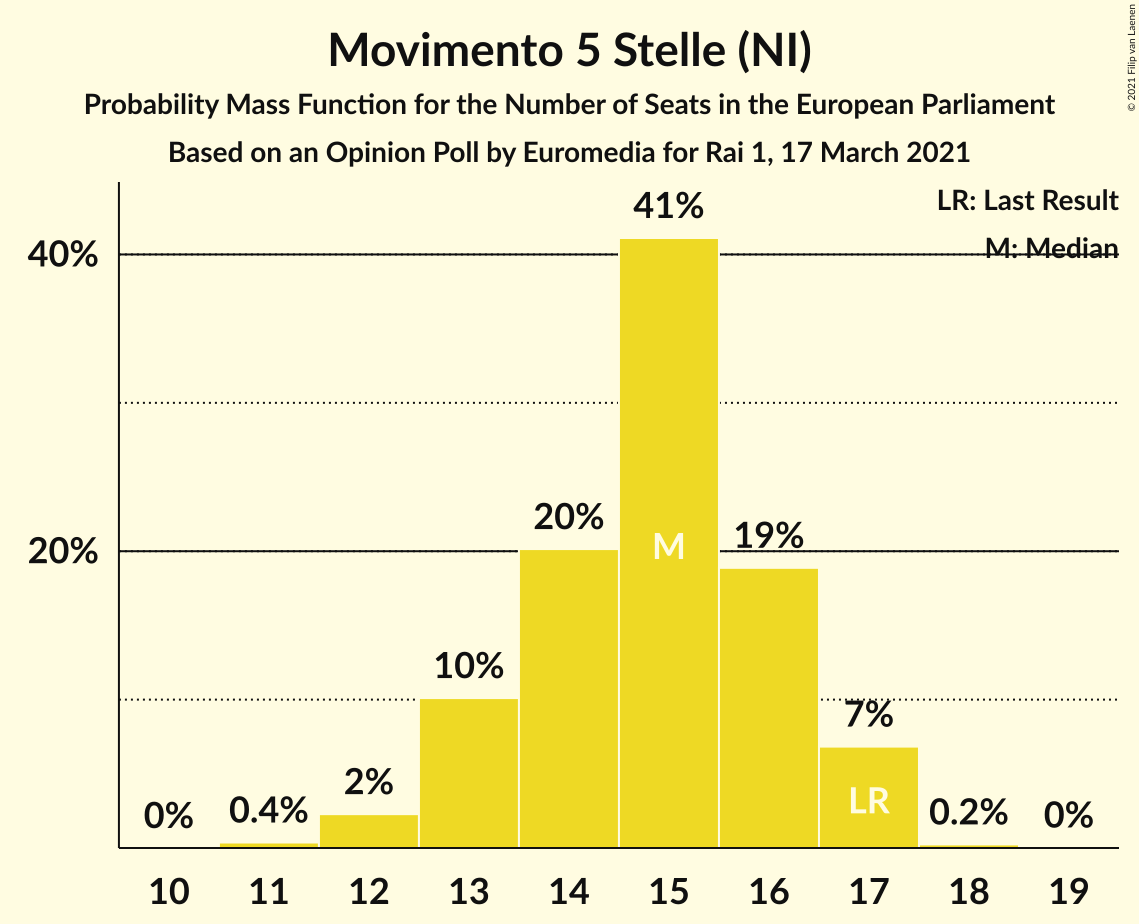 Movimento 5 Stelle (NI)
Probability Mass Function for the Number of Seats in the European Parliament
Based on an Opinion Poll by Euromedia for Rai 1, 17 March 2021
© 2021 Filip van Laenen
LR: Last Result
M: Median
41%
40%
20%
19%
20%
M
10%
7%
2%
LR
0%
0.4%
0.2%
0%
10 11 12 13 14 15 16 17 18 19